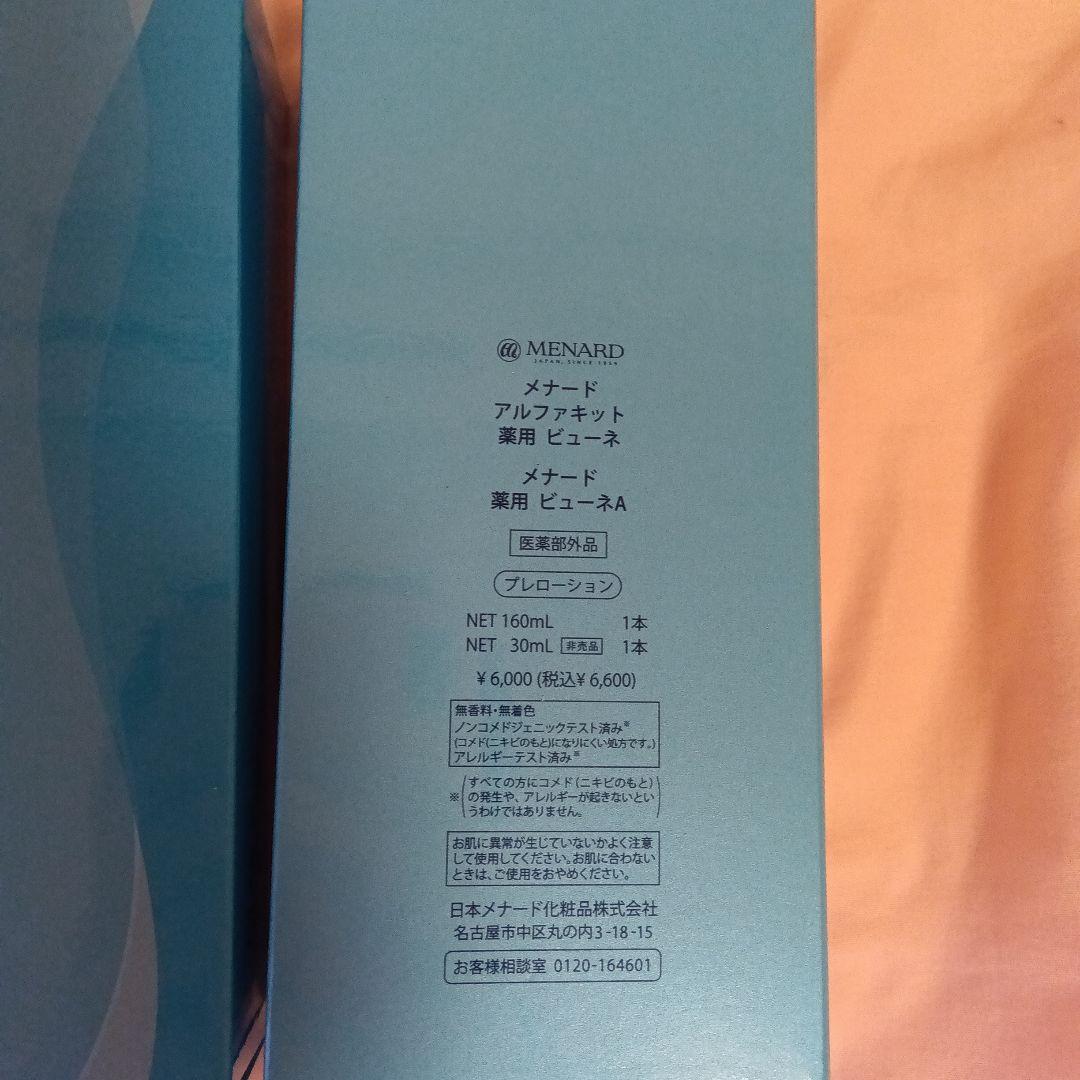 MENARD
JAPAN, SINCE 1959
メナード
アルファキット
薬用 ビューネ
メナード
薬用 ビューネA
医薬部外品
プレローション
NET 160mL 1本
NET 30mL 非売品 1本
¥6,000 (税込¥6,600)
無香料・無着色
ノンコメドジェニックテスト済み※
(コメド(ニキビのもと)になりにくい処方です。)
アレルギーテスト済み※
※(すべての方にコメド(ニキビのもと)
の発生や、アレルギーが起きないとい
うわけではありません。)
お肌に異常が生じていないかよく注意
して使用してください。お肌に合わない
ときは、ご使用をおやめください。
日本メナード化粧品株式会社
名古屋市中区丸の内3-18-15
お客様相談室 0120-164601